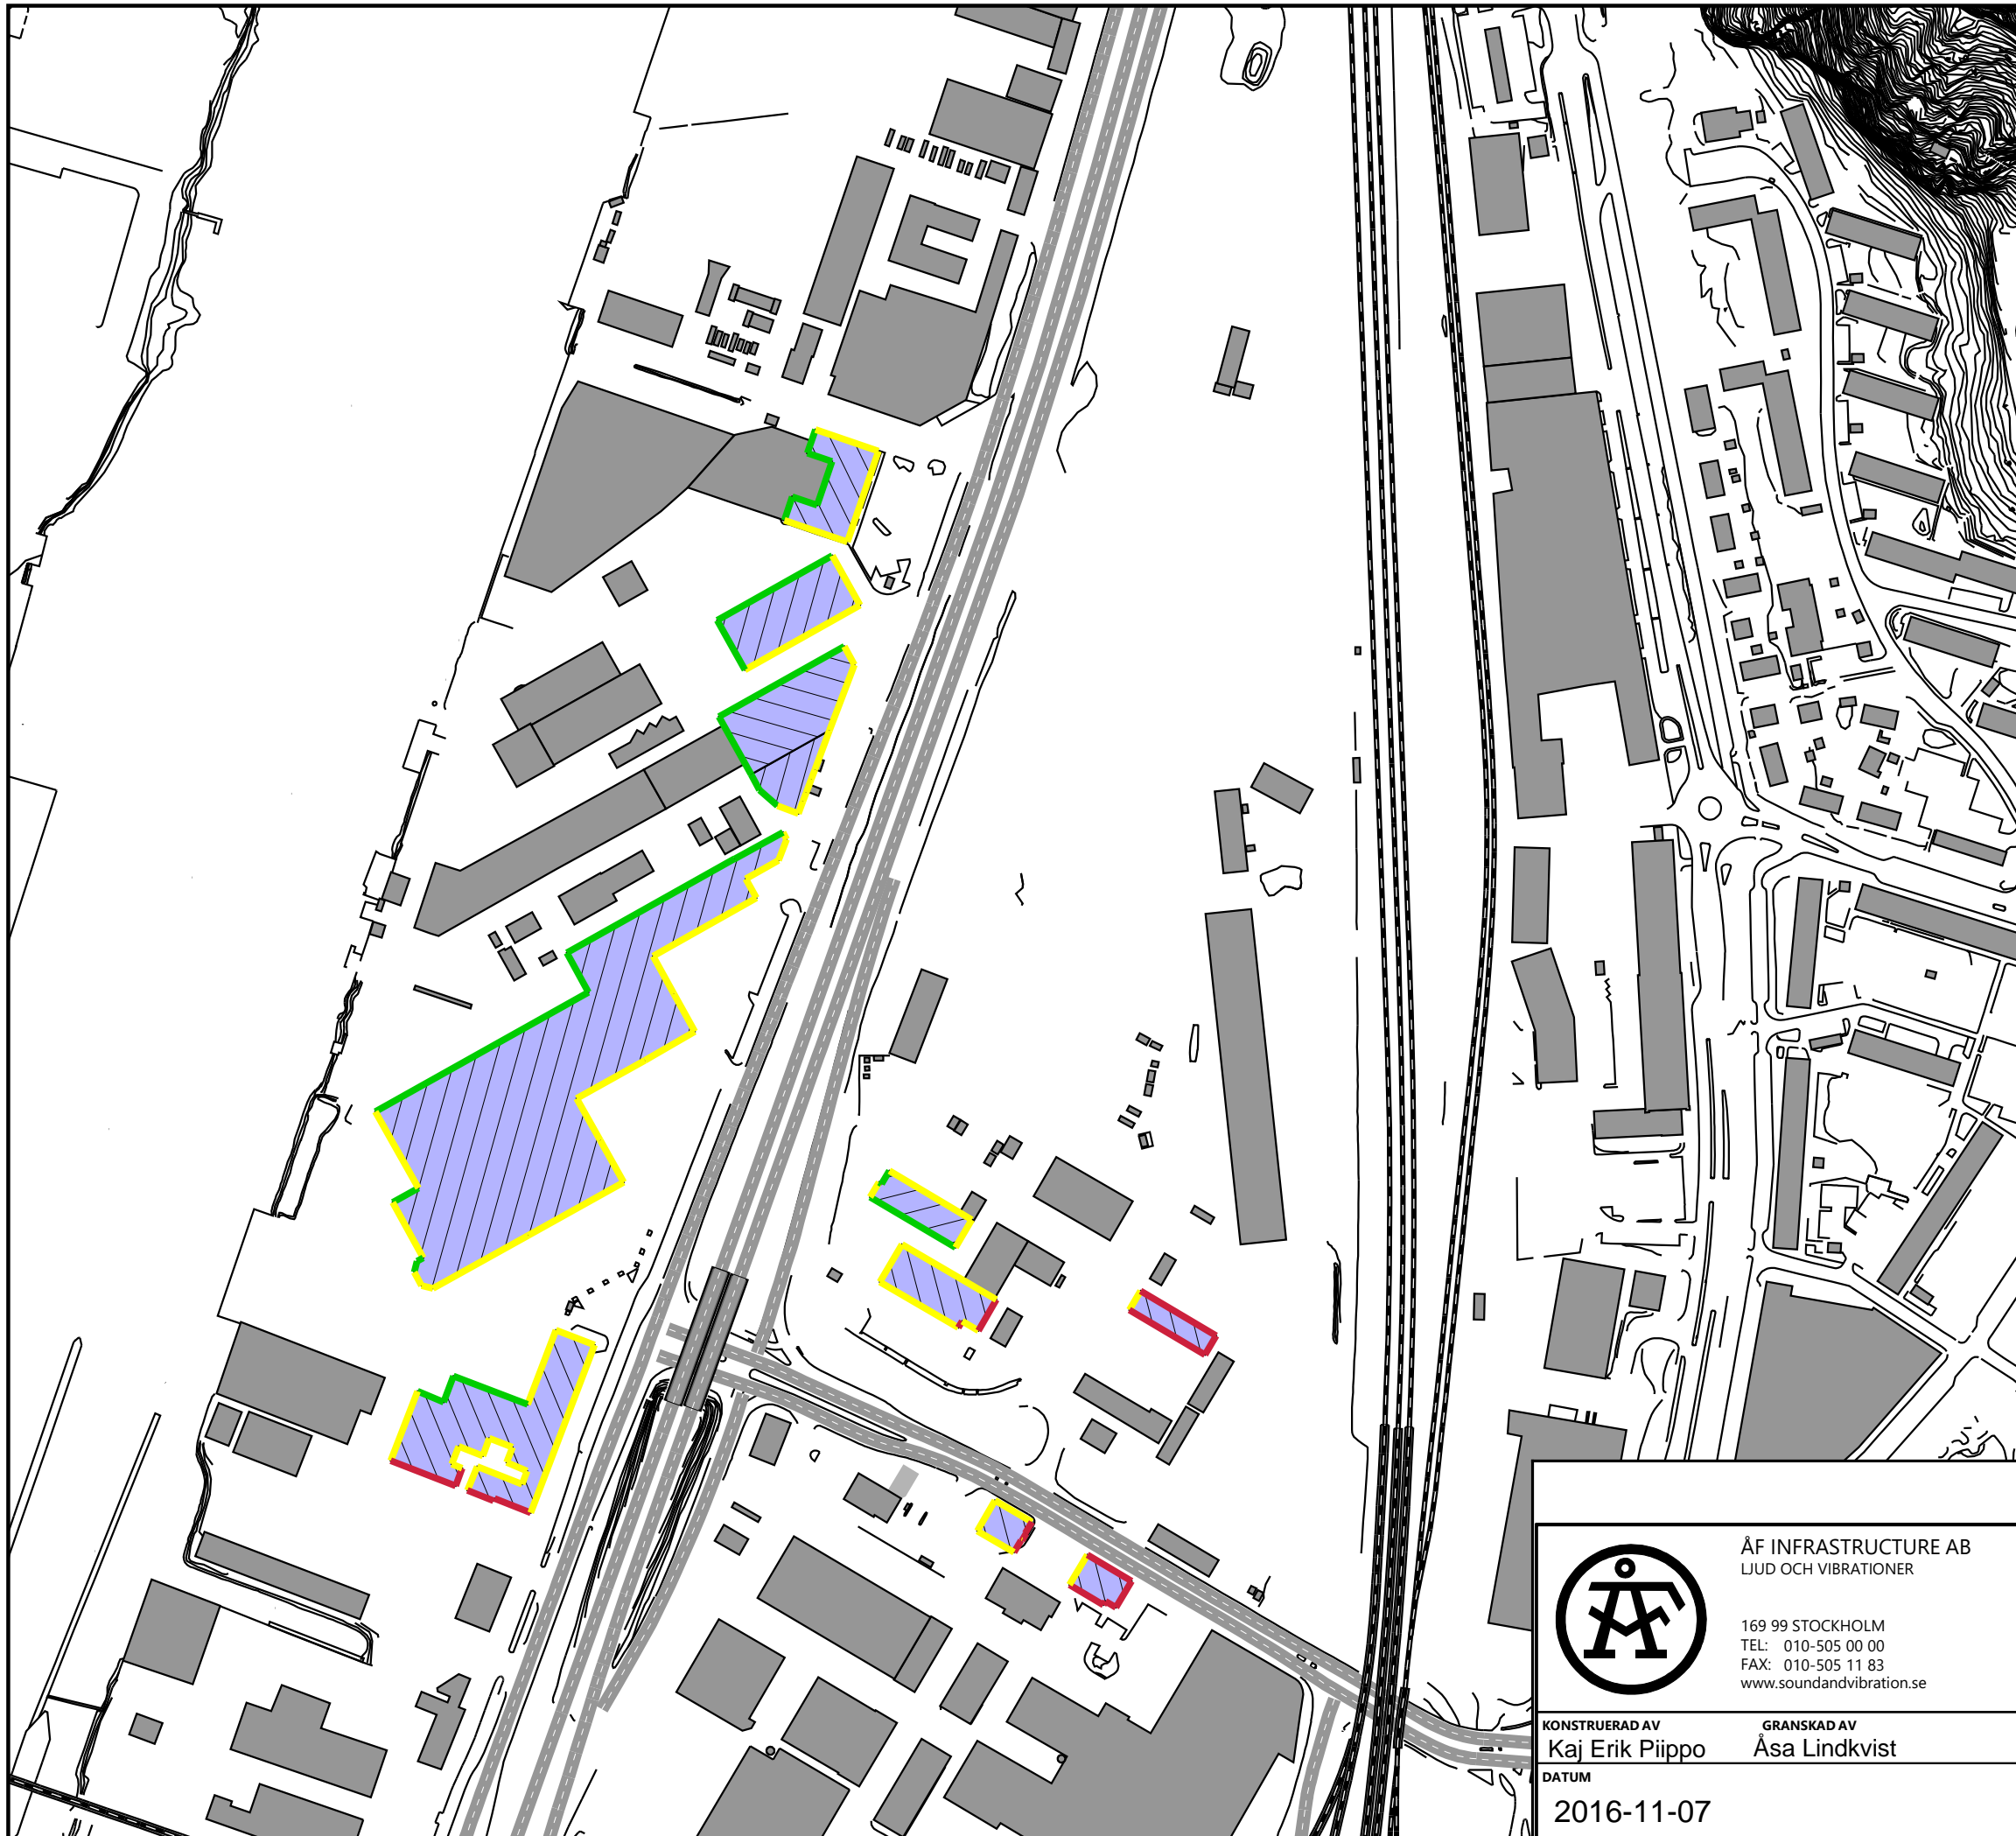 ÅF INFRASTRUCTURE AB
LJUD OCH VIBRATIONER
169 99 STOCKHOLM
TEL: 010-505 00 00
FAX: 010-505 11 83
www.soundandvibration.se
KONSTRUERAD AV GRANSKAD AV
Kaj Erik Piippo Åsa Lindkvist
DATUM
2016-11-07